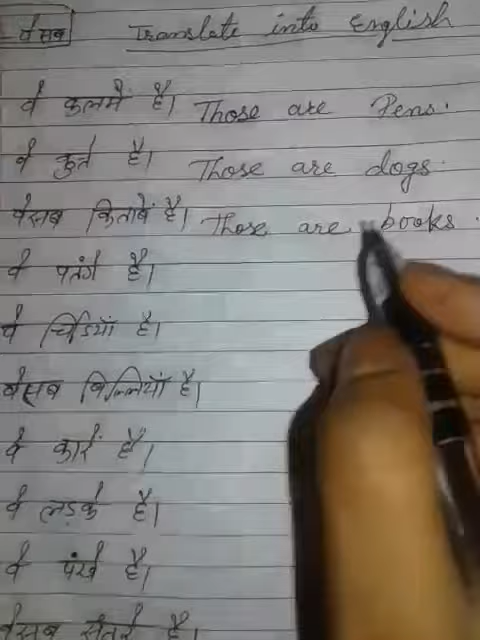 वे सब Translate into English
वे कलमें है। Those are Pens.
वे कुत्ते है। Those are dogs.
वेसब किताबें है। Those are books.
वे पतंगे है।
वे चिड़ियाँ है।
वेसब बिल्लियाँ है।
वे कारें है।
वे लड़के है।
वे पंखे है।
वेसब संतरे है।